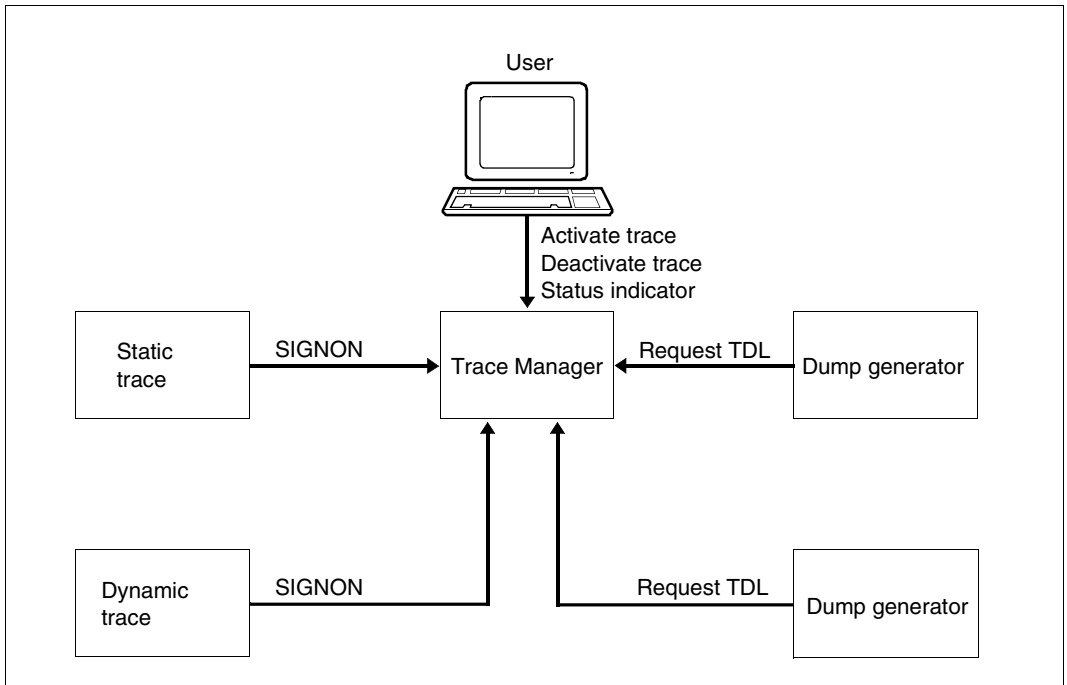 User
Activate trace
Deactivate trace
Status indicator
Static
trace
SIGNON
Trace Manager
Request TDL
Dump generator
Dynamic
trace
SIGNON
Request TDL
Dump generator